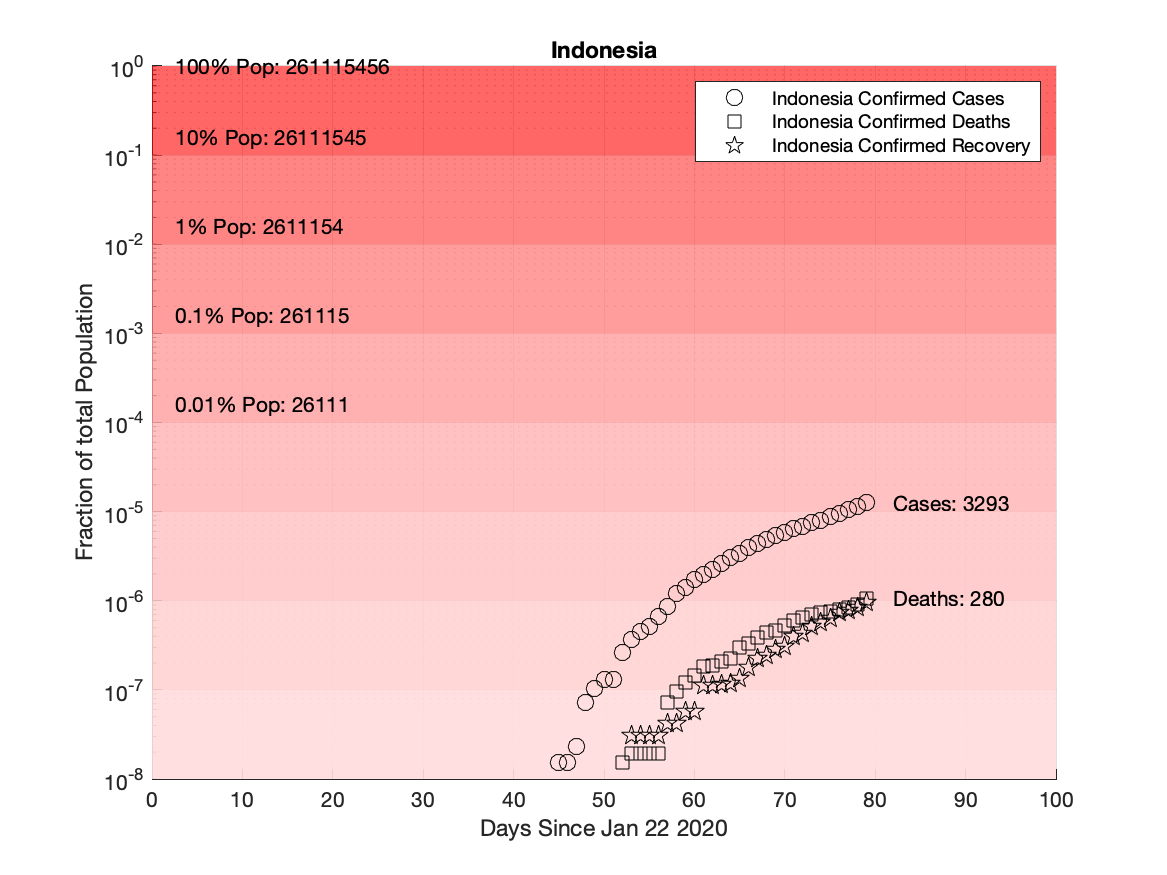 Indonesia
10^0
100% Pop: 261115456
Indonesia Confirmed Cases
Indonesia Confirmed Deaths
Indonesia Confirmed Recovery
10% Pop: 26111545
10^-1
1% Pop: 2611154
10^-2
0.1% Pop: 261115
10^-3
0.01% Pop: 26111
10^-4
Cases: 3293
10^-5
Deaths: 280
10^-6
10^-7
10^-8
Fraction of total Population
0 10 20 30 40 50 60 70 80 90 100
Days Since Jan 22 2020